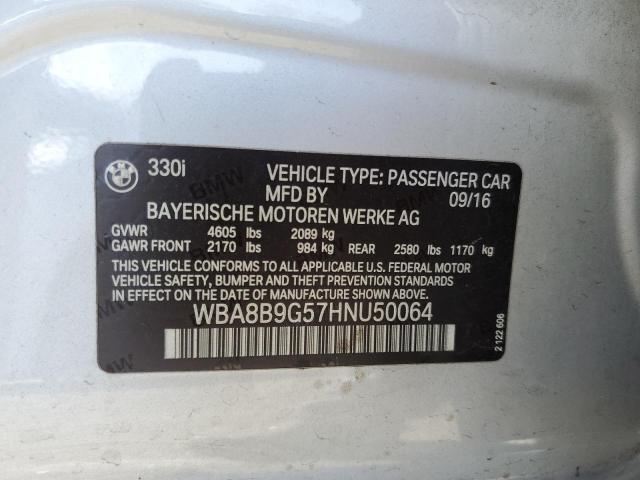 330i VEHICLE TYPE: PASSENGER CAR
MFD BY 09/16
BAYERISCHE MOTOREN WERKE AG
GVWR 4605 lbs 2089 kg
GAWR FRONT 2170 lbs 984 kg REAR 2580 lbs 1170 kg
THIS VEHICLE CONFORMS TO ALL APPLICABLE U.S. FEDERAL MOTOR
VEHICLE SAFETY, BUMPER AND THEFT PREVENTION STANDARDS
IN EFFECT ON THE DATE OF MANUFACTURE SHOWN ABOVE.
WBA8B9G57HNU50064
2 122 606